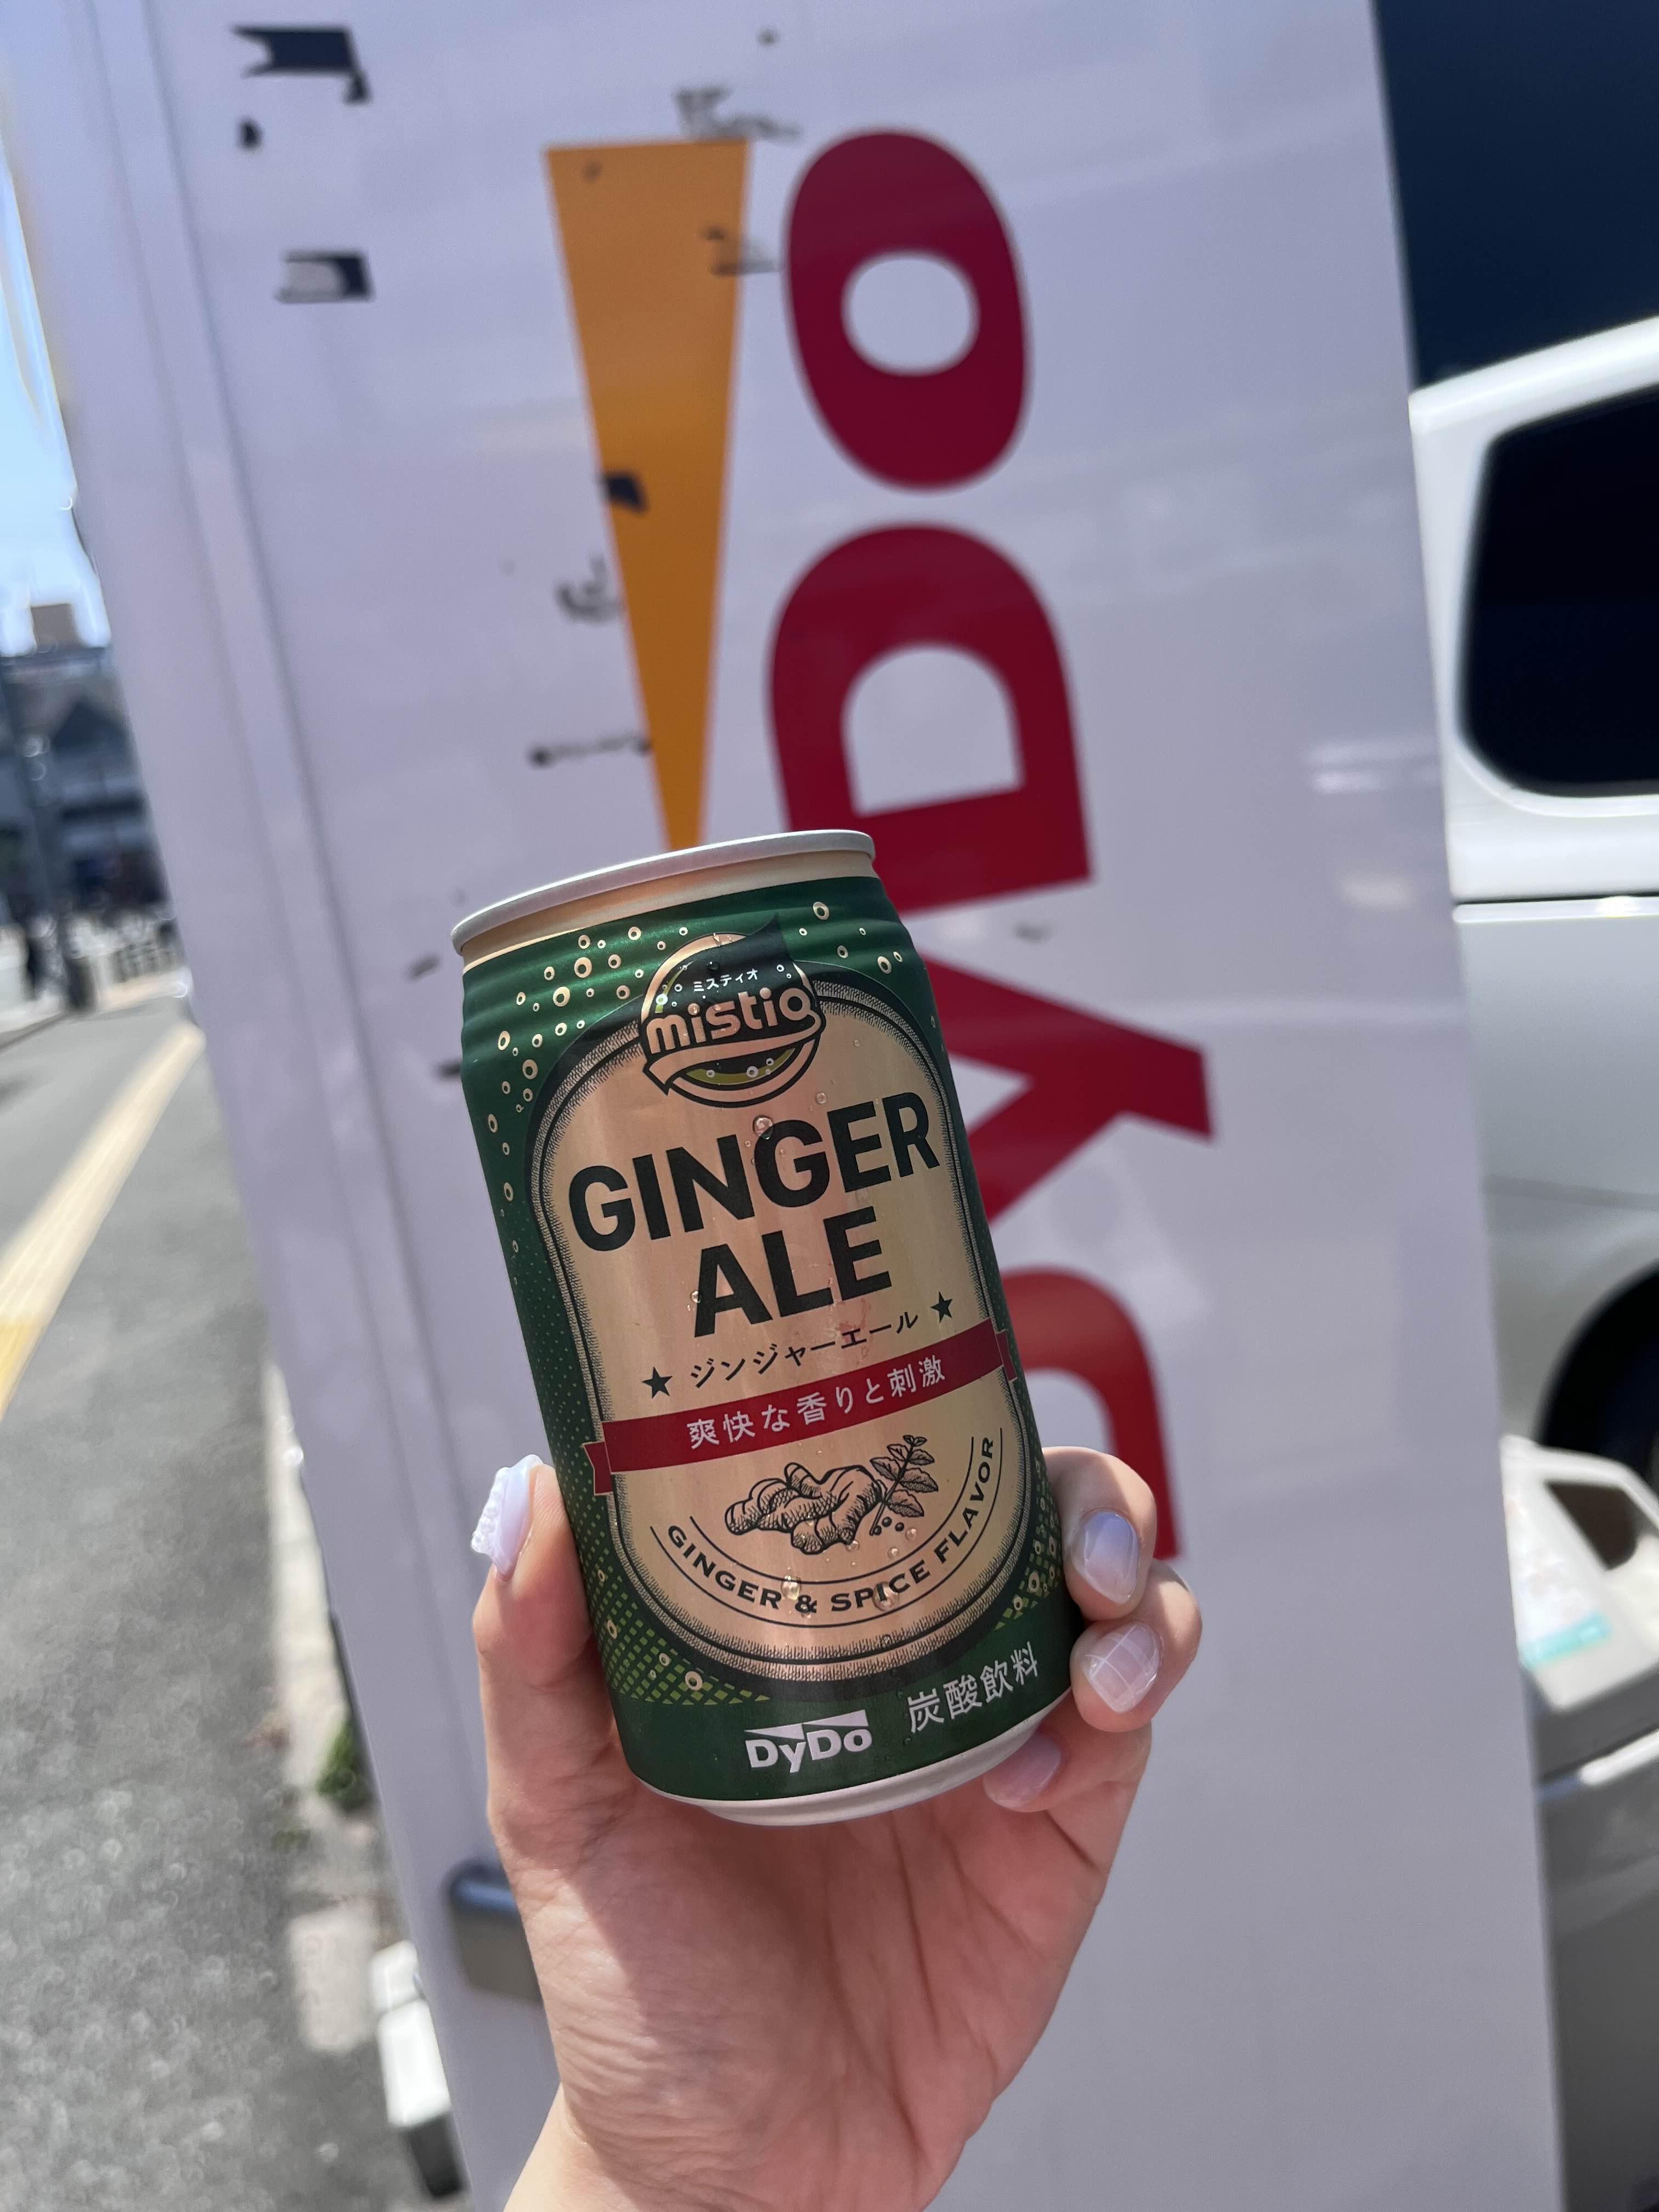 DyDo
ミスティオ
mistio
GINGER
ALE
★ ジンジャーエール ★
爽快な香りと刺激
GINGER & SPICE FLAVOR
DyDo 炭酸飲料